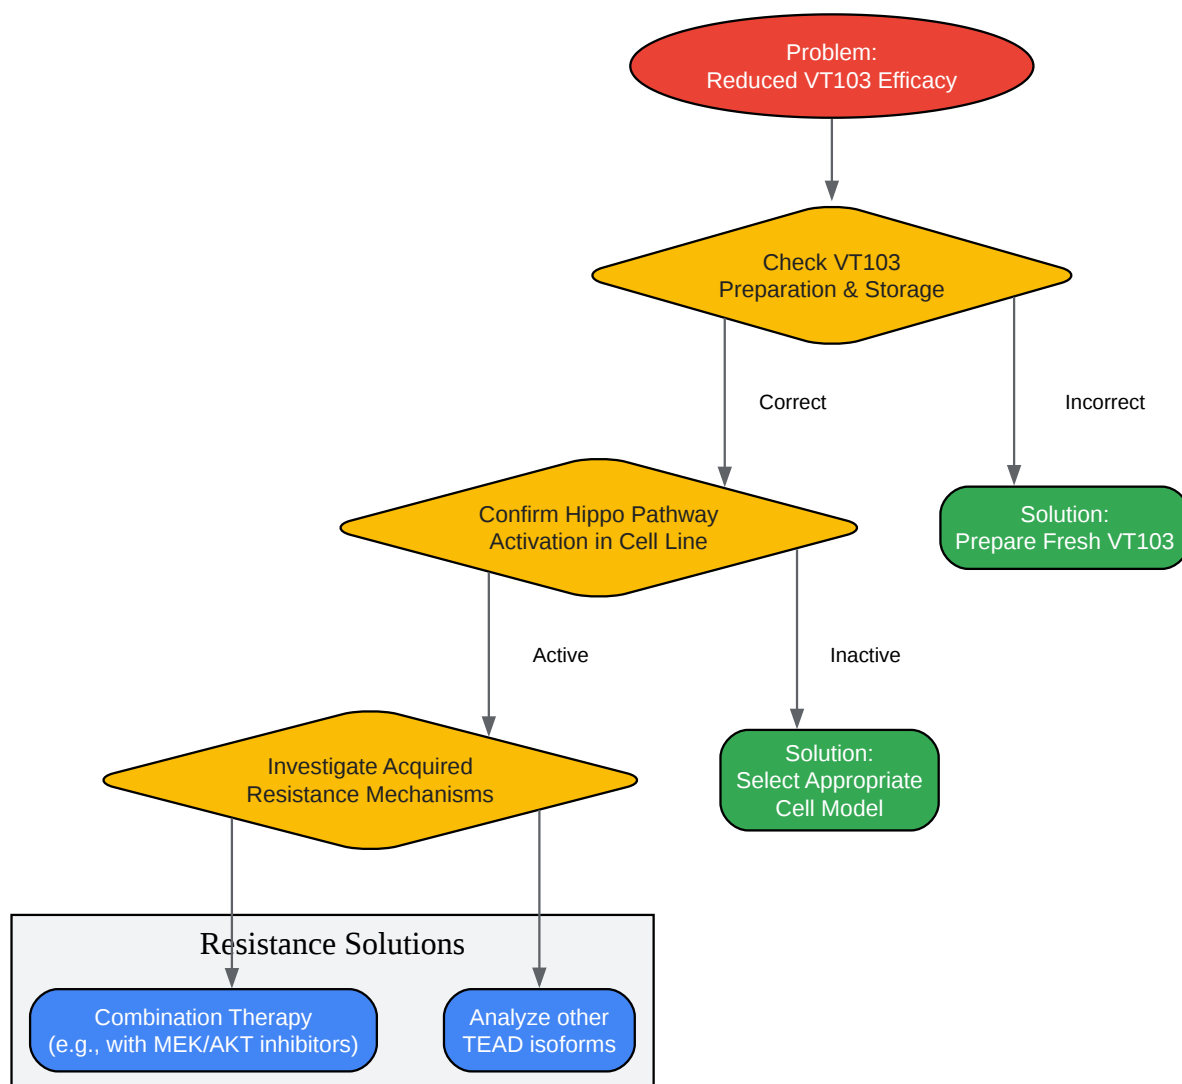 Problem:
Reduced VT103 Efficacy
Check VT103
Preparation & Storage
Correct
Incorrect
Confirm Hippo Pathway
Activation in Cell Line
Solution:
Prepare Fresh VT103
Active
Inactive
Investigate Acquired
Resistance Mechanisms
Solution:
Select Appropriate
Cell Model
Resistance Solutions
Combination Therapy
(e.g., with MEK/AKT inhibitors)
Analyze other
TEAD isoforms